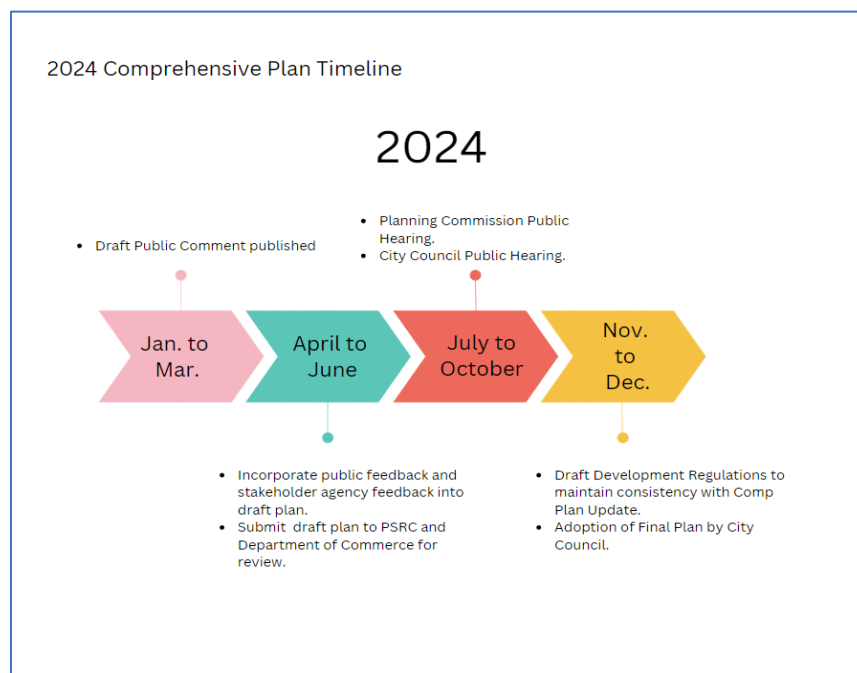 2024 Comprehensive Plan Timeline
2024
• Draft Public Comment published
• Planning Commission Public
Hearing.
• City Council Public Hearing.
Jan. to
Mar.
April to
June
July to
October
Nov.
to
Dec.
• Incorporate public feedback and
stakeholder agency feedback into
draft plan.
• Submit draft plan to PSRC and
Department of Commerce for
review.
• Draft Development Regulations to
maintain consistency with Comp
Plan Update.
• Adoption of Final Plan by City
Council.